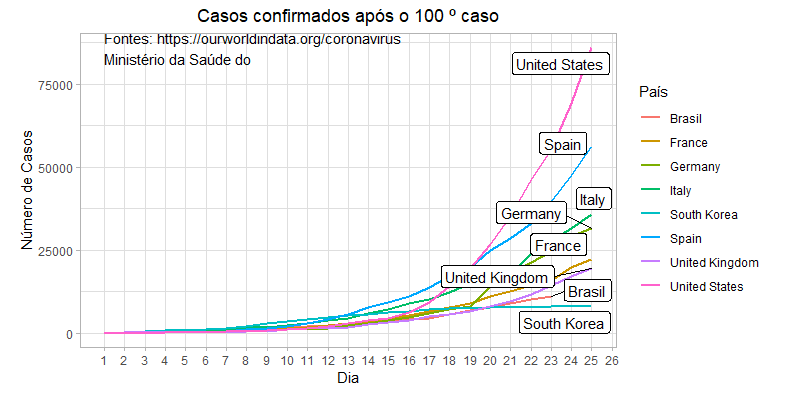 Casos confirmados após o 100 º caso
Fontes: https://ourworldindata.org/coronavirus
Ministério da Saúde do
Número de Casos
75000
50000
25000
0
United States
Spain
Italy
Germany
France
United Kingdom
Brasil
South Korea
1 2 3 4 5 6 7 8 9 10 11 12 13 14 15 16 17 18 19 20 21 22 23 24 25 26
Dia
País
Brasil
France
Germany
Italy
South Korea
Spain
United Kingdom
United States